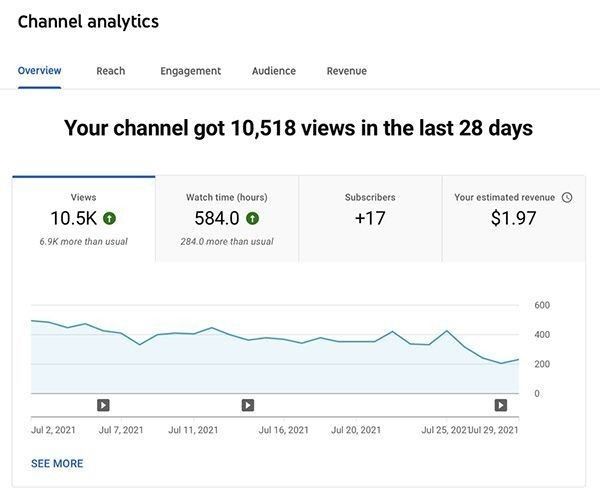 Channel analytics
Overview Reach Engagement Audience Revenue
Your channel got 10,518 views in the last 28 days
Views Watch time (hours) Subscribers Your estimated revenue
10.5K 584.0 +17 $1.97
6.9K more than usual 284.0 more than usual
600
400
200
0
Jul 2, 2021 Jul 7, 2021 Jul 11, 2021 Jul 16, 2021 Jul 20, 2021 Jul 25, 2021 Jul 29, 2021
SEE MORE